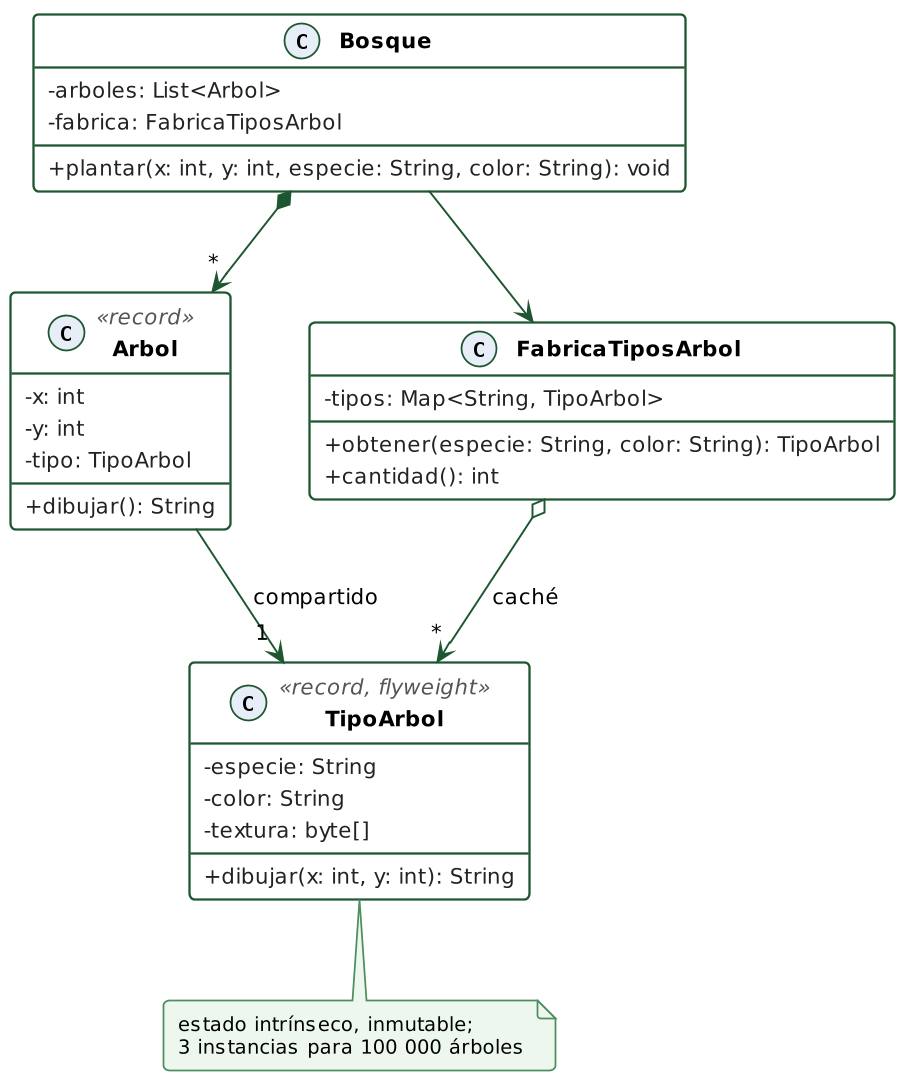 C Bosque
-arboles: List<Arbol>
-fabrica: FabricaTiposArbol
+plantar(x: int, y: int, especie: String, color: String): void
*
«record»
C Arbol
-x: int
-y: int
-tipo: TipoArbol
+dibujar(): String
C FabricaTiposArbol
-tipos: Map<String, TipoArbol>
+obtener(especie: String, color: String): TipoArbol
+cantidad(): int
compartido
1
caché
*
«record, flyweight»
C TipoArbol
-especie: String
-color: String
-textura: byte[]
+dibujar(x: int, y: int): String
estado intrínseco, inmutable;
3 instancias para 100 000 árboles